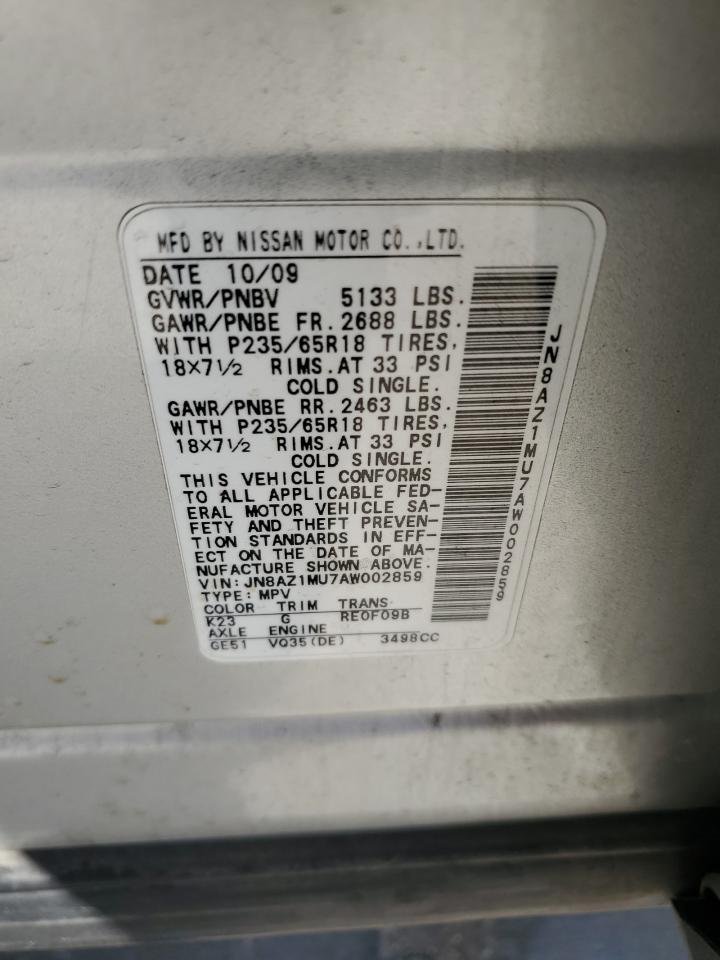 MFD BY NISSAN MOTOR CO.,LTD.
DATE 10/09
GVWR/PNBV 5133 LBS.
GAWR/PNBE FR. 2688 LBS.
WITH P235/65R18 TIRES,
18×7½ RIMS.AT 33 PSI
COLD SINGLE.
GAWR/PNBE RR. 2463 LBS.
WITH P235/65R18 TIRES,
18×7½ RIMS.AT 33 PSI
COLD SINGLE.
THIS VEHICLE CONFORMS
TO ALL APPLICABLE FED-
ERAL MOTOR VEHICLE SA-
FETY AND THEFT PREVEN-
TION STANDARDS IN EFF-
ECT ON THE DATE OF MA-
NUFACTURE SHOWN ABOVE.
VIN:JN8AZ1MU7AW002859
TYPE: MPV
COLOR TRIM TRANS
K23 G RE0F09B
AXLE ENGINE
GE51 VQ35(DE) 3498CC
JN8AZ1MU7AW002859